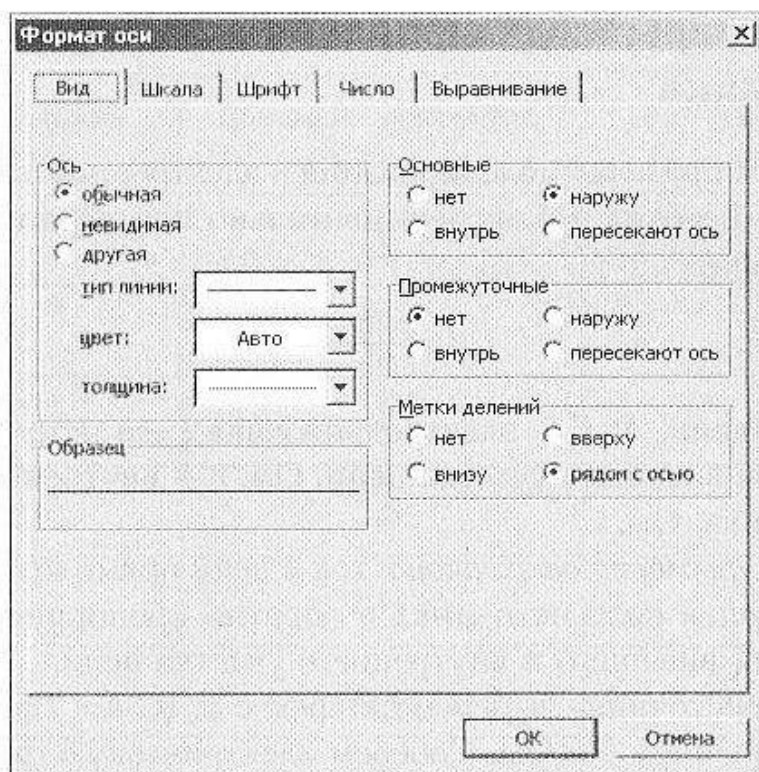 Формат оси
Вид Шкала Шрифт Число Выравнивание
Ось
обычная
невидимая
другая
тип линии:
цвет: Авто
толщина:
Образец
Основные
нет наружу
внутрь пересекают ось
Промежуточные
нет наружу
внутрь пересекают ось
Метки делений
нет вверху
внизу рядом с осью
ОК Отмена